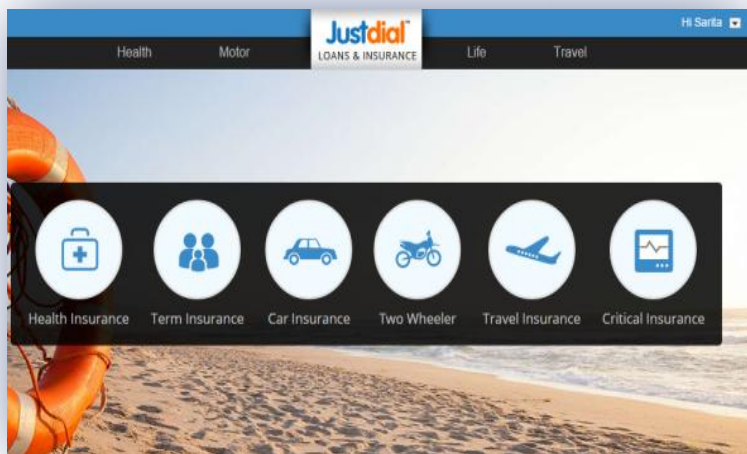 Hi Sarita
Justdial™
LOANS & INSURANCE
Health Motor Life Travel
Health Insurance Term Insurance Car Insurance Two Wheeler Travel Insurance Critical Insurance